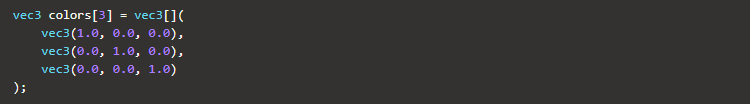 vec3 colors[3] = vec3[](
    vec3(1.0, 0.0, 0.0),
    vec3(0.0, 1.0, 0.0),
    vec3(0.0, 0.0, 1.0)
);